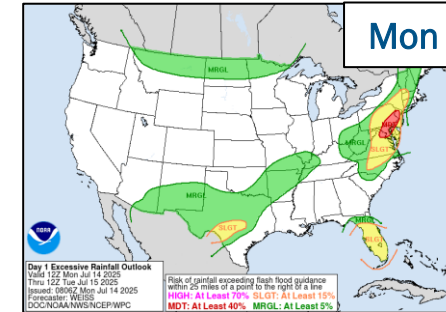 Mon
MRGL
MDT
MRGL
SLGT
MRGL
SLGT
MRGL
SLGT
NOAA
Day 1 Excessive Rainfall Outlook
Valid 12Z Mon Jul 14 2025
Thru 12Z Tue Jul 15 2025
Issued: 0806Z Mon Jul 14 2025
Forecaster: WEISS
DOC/NOAA/NWS/NCEP/WPC
Risk of rainfall exceeding flash flood guidance
within 25 miles of a point to the right of a line
HIGH: At Least 70% SLGT: At Least 15%
MDT: At Least 40% MRGL: At Least 5%